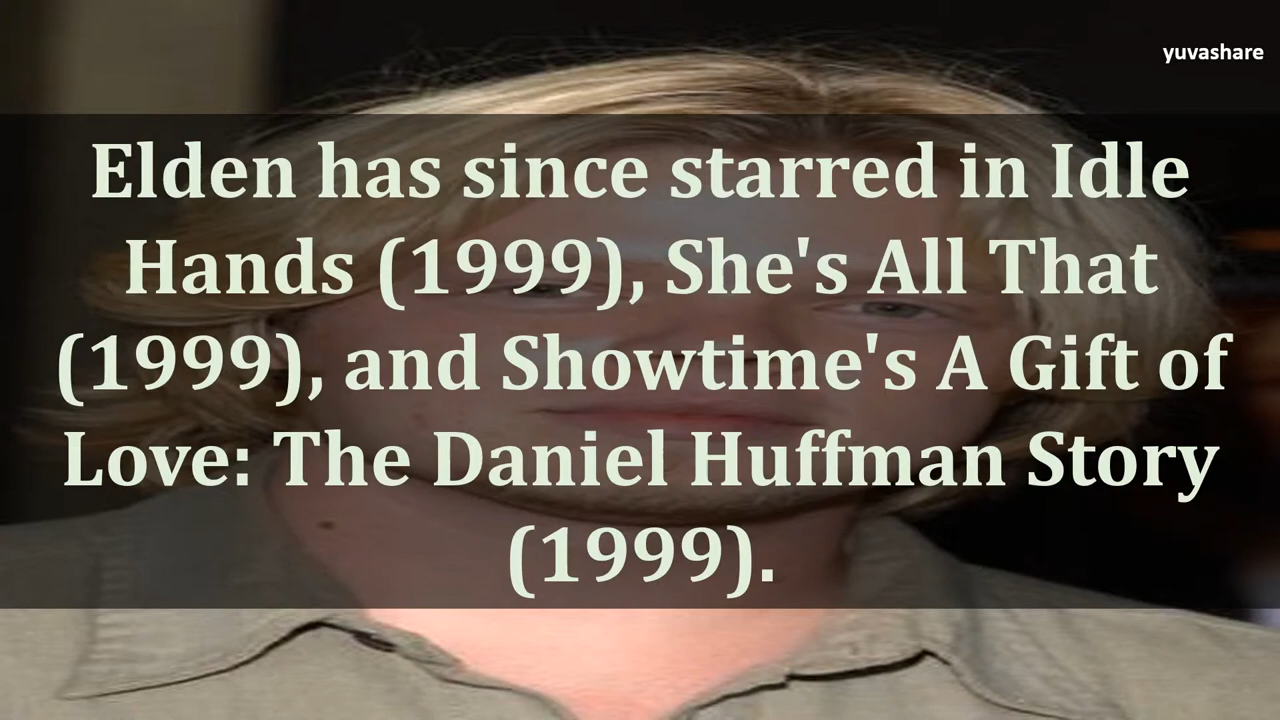 yuvashare
Elden has since starred in Idle
Hands (1999), She's All That
(1999), and Showtime's A Gift of
Love: The Daniel Huffman Story
(1999).